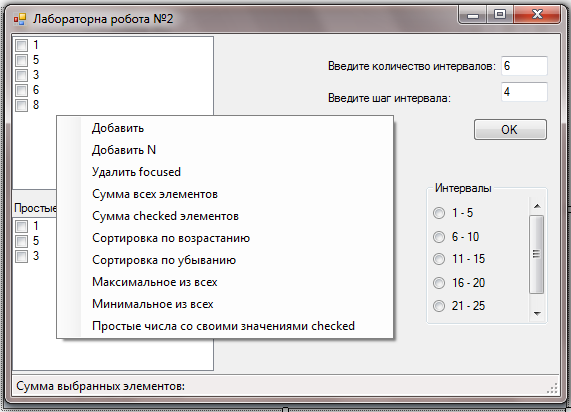 Лабораторна робота №2
1
5
3
6
8
Введите количество интервалов: 6
Введите шаг интервала: 4
OK
Добавить
Добавить N
Удалить focused
Сумма всех элементов
Сумма checked элементов
Сортировка по возрастанию
Сортировка по убыванию
Максимальное из всех
Минимальное из всех
Простые числа со своими значениями checked
Простые
1
5
3
Интервалы
1 - 5
6 - 10
11 - 15
16 - 20
21 - 25
Сумма выбранных элементов: